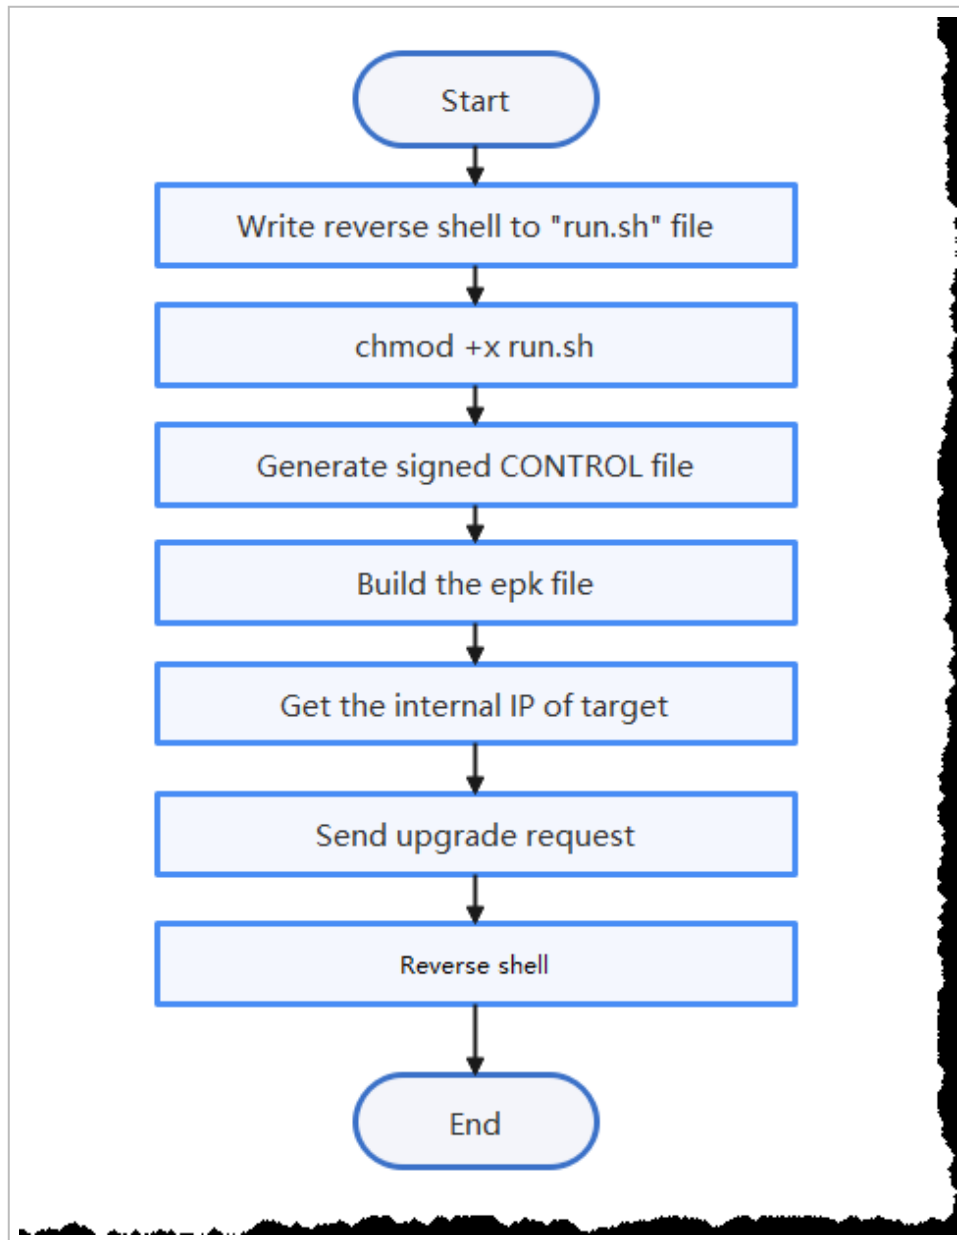 Start
Write reverse shell to "run.sh" file
chmod +x run.sh
Generate signed CONTROL file
Build the epk file
Get the internal IP of target
Send upgrade request
Reverse shell
End